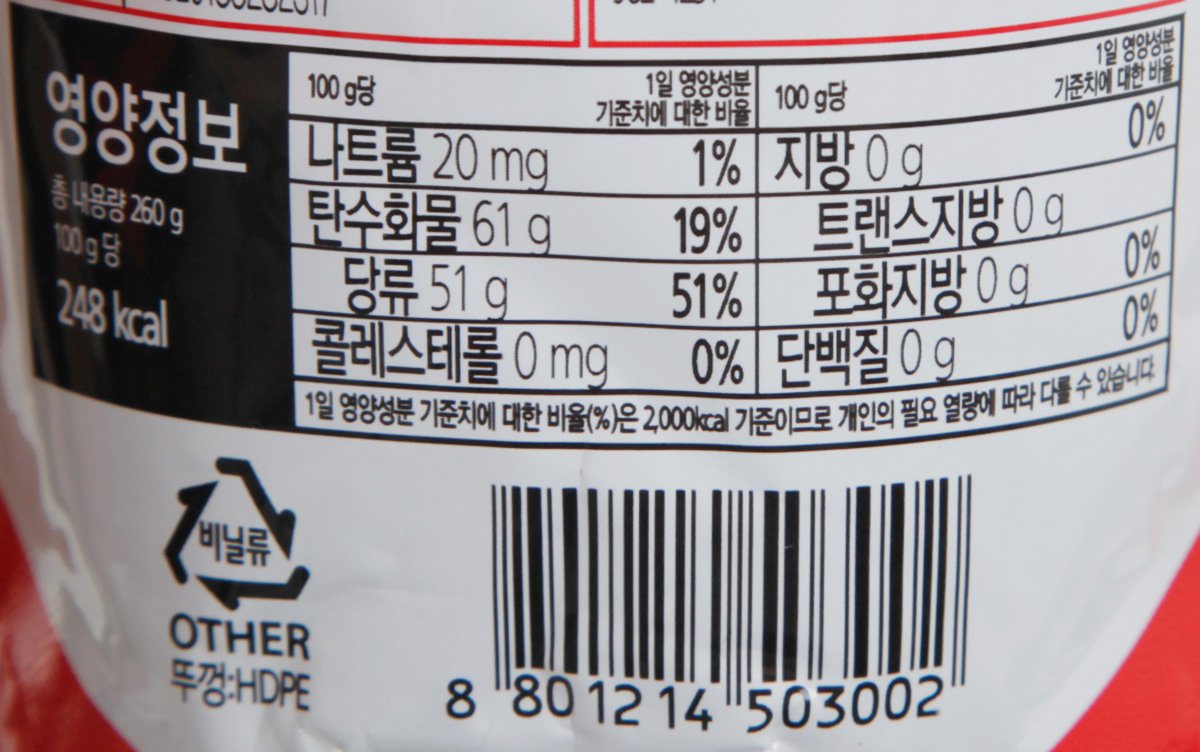 영양정보
총 내용량 260 g
100 g 당
248 kcal
100 g당 1일 영양성분 기준치에 대한 비율
나트륨 20 mg 1%
탄수화물 61 g 19%
당류 51 g 51%
콜레스테롤 0 mg 0%
100 g당 1일 영양성분 기준치에 대한 비율
지방 0 g 0%
트랜스지방 0 g
포화지방 0 g 0%
단백질 0 g 0%
1일 영양성분 기준치에 대한 비율(%)은 2,000kcal 기준이므로 개인의 필요 열량에 따라 다를 수 있습니다.
비닐류
OTHER
뚜껑:HDPE
8 801214 503002